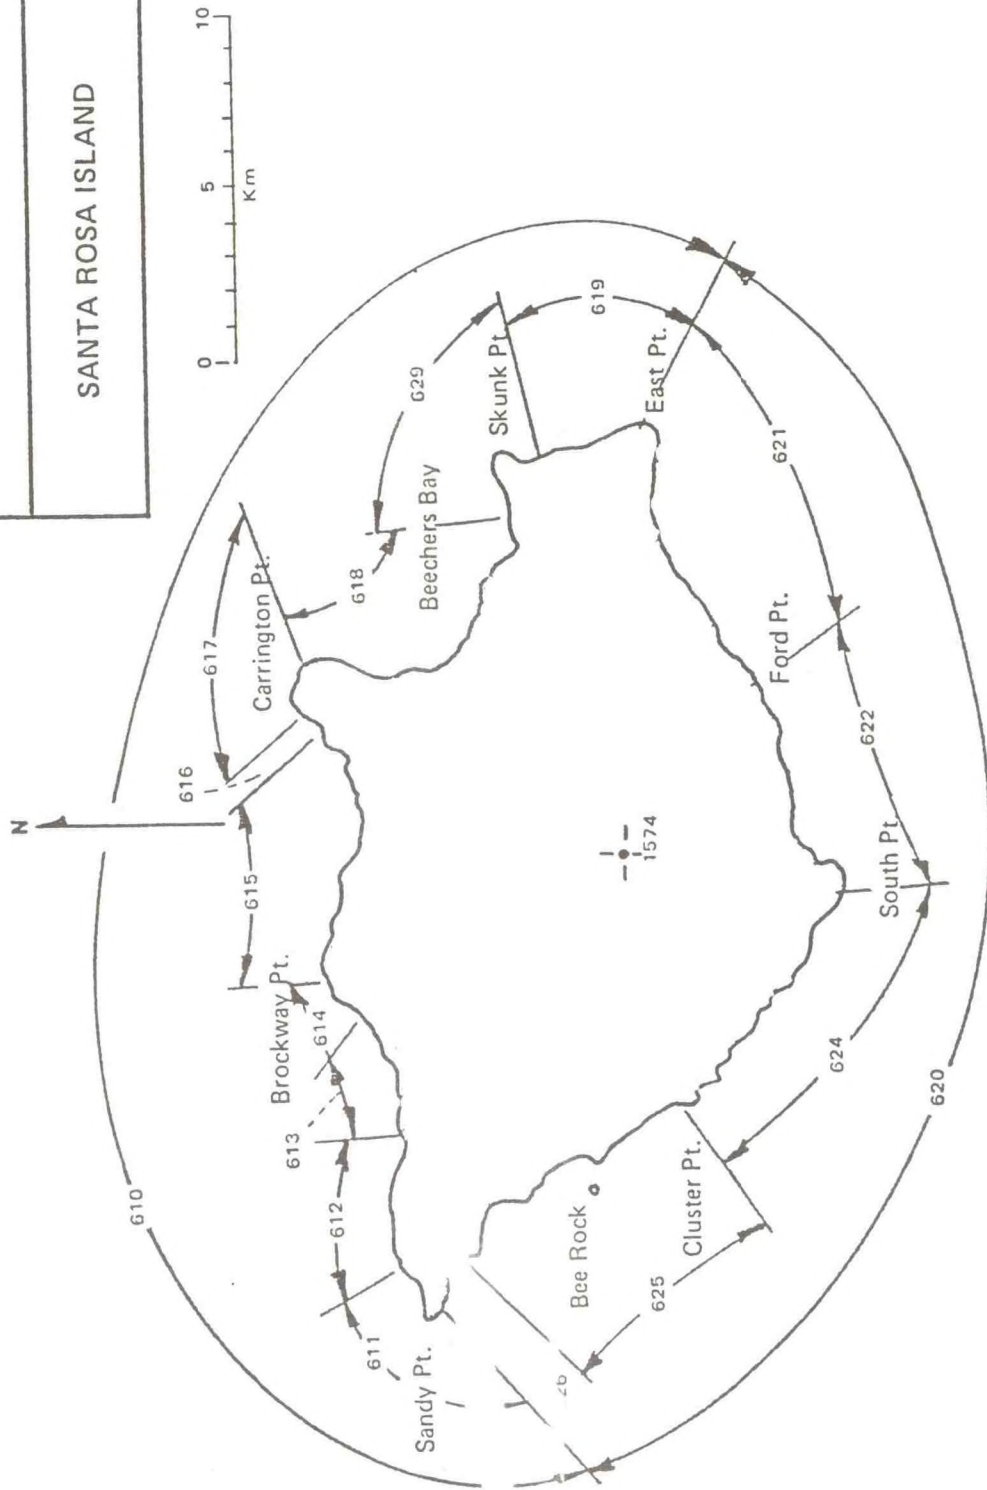 SANTA ROSA ISLAND
0 5 10
Km
N
610
617
616
Carrington Pt.
615
618
629
Beechers Bay
Skunk Pt.
619
East Pt.
Brockway Pt.
614
613
612
611
Sandy Pt.
1574
621
Ford Pt.
622
South Pt.
624
620
Cluster Pt.
Bee Rock
625
26